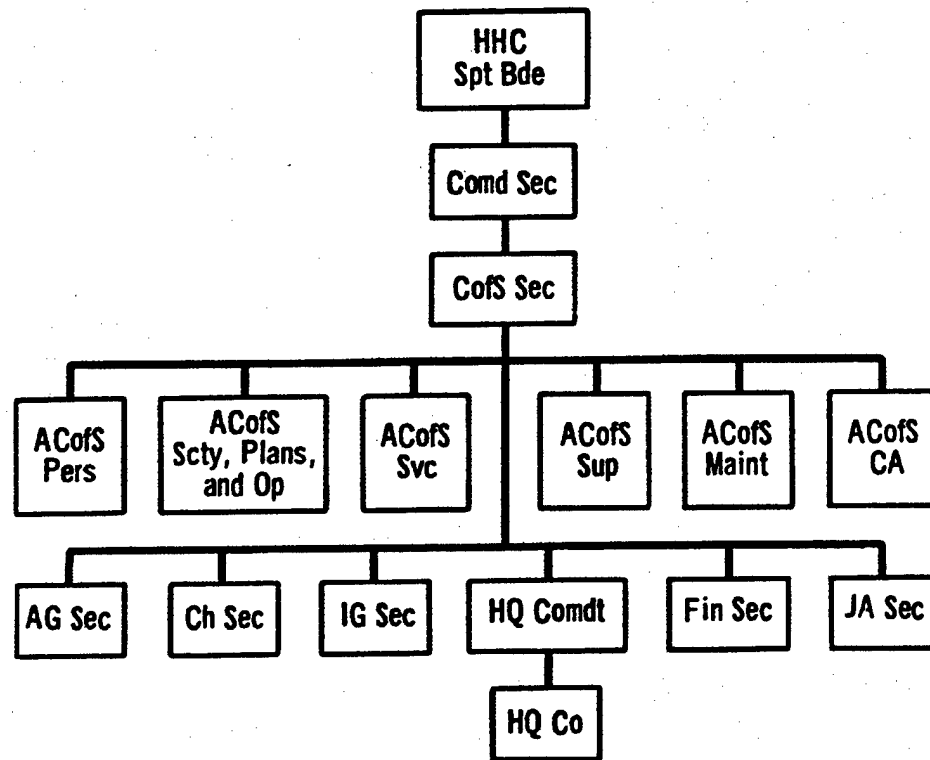 HHC
Spt Bde
Comd Sec
CofS Sec
ACofS
Pers
ACofS
Scty, Plans,
and Op
ACofS
Svc
ACofS
Sup
ACofS
Maint
ACofS
CA
AG Sec
Ch Sec
IG Sec
HQ Comdt
Fin Sec
JA Sec
HQ Co